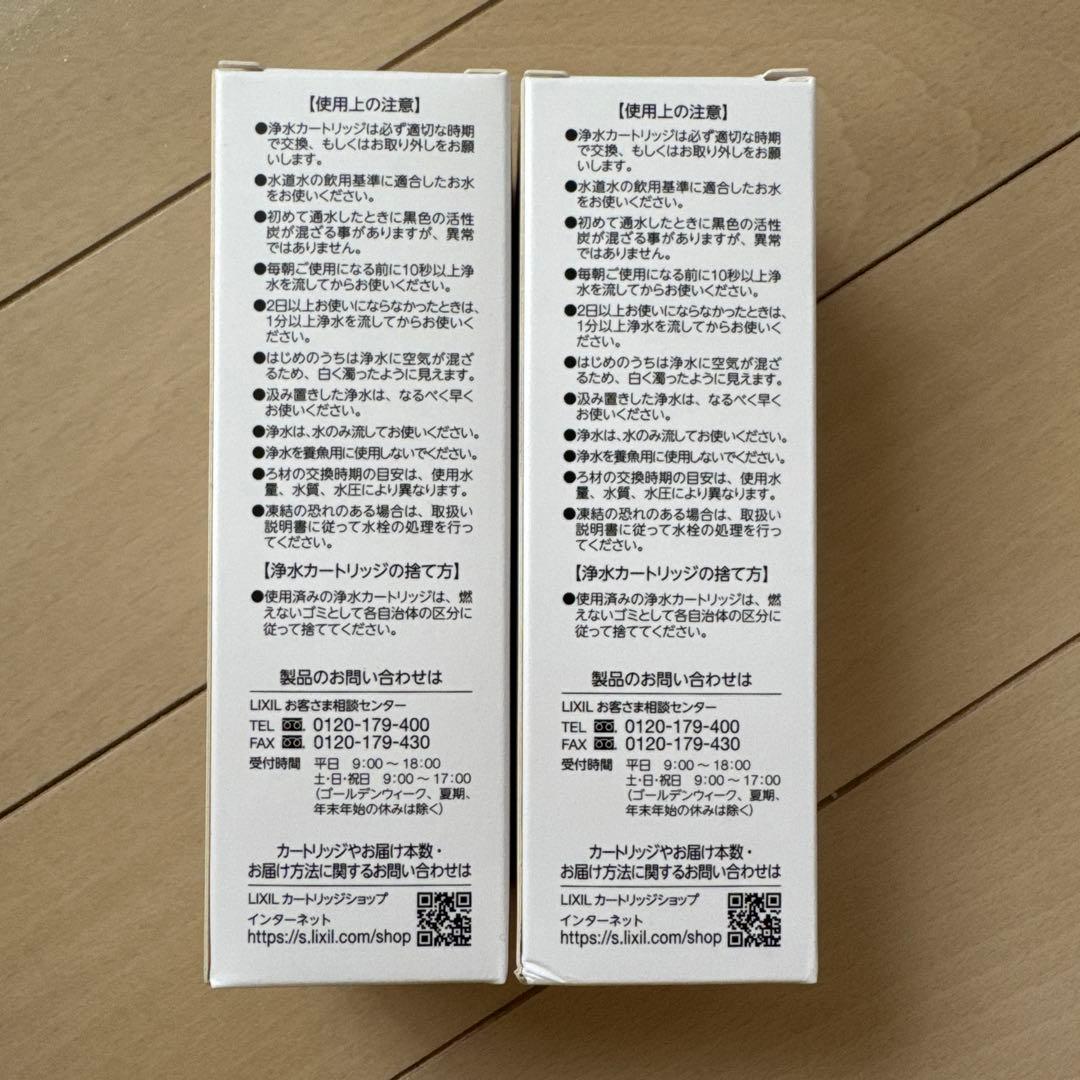 【使用上の注意】
●浄水カートリッジは必ず適切な時期
で交換、もしくはお取り外しをお願
いします。
●水道水の飲用基準に適合したお水
をお使いください。
●初めて通水したときに黒色の活性
炭が混ざる事がありますが、異常
ではありません。
●毎朝ご使用になる前に10秒以上浄
水を流してからお使いください。
●2日以上お使いにならなかったときは、
1分以上浄水を流してからお使いく
ださい。
●はじめのうちは浄水に空気が混ざ
るため、白く濁ったように見えます。
●汲み置きした浄水は、なるべく早く
お使いください。
●浄水は、水のみ流してお使いください。
●浄水を養魚用に使用しないでください。
●ろ材の交換時期の目安は、使用水
量、水質、水圧により異なります。
●凍結の恐れのある場合は、取扱い
説明書に従って水栓の処理を行っ
てください。
【浄水カートリッジの捨て方】
●使用済みの浄水カートリッジは、燃
えないゴミとして各自治体の区分に
従って捨ててください。
製品のお問い合わせは
LIXIL お客さま相談センター
TEL 0120-179-400
FAX 0120-179-430
受付時間 平日 9:00～18:00
土・日・祝日 9:00～17:00
(ゴールデンウィーク、夏期、
年末年始の休みは除く)
カートリッジやお届け本数・
お届け方法に関するお問い合わせは
LIXIL カートリッジショップ
インターネット
https://s.lixil.com/shop
【使用上の注意】
●浄水カートリッジは必ず適切な時期
で交換、もしくはお取り外しをお願
いします。
●水道水の飲用基準に適合したお水
をお使いください。
●初めて通水したときに黒色の活性
炭が混ざる事がありますが、異常
ではありません。
●毎朝ご使用になる前に10秒以上浄
水を流してからお使いください。
●2日以上お使いにならなかったときは、
1分以上浄水を流してからお使いく
ださい。
●はじめのうちは浄水に空気が混ざ
るため、白く濁ったように見えます。
●汲み置きした浄水は、なるべく早く
お使いください。
●浄水は、水のみ流してお使いください。
●浄水を養魚用に使用しないでください。
●ろ材の交換時期の目安は、使用水
量、水質、水圧により異なります。
●凍結の恐れのある場合は、取扱い
説明書に従って水栓の処理を行っ
てください。
【浄水カートリッジの捨て方】
●使用済みの浄水カートリッジは、燃
えないゴミとして各自治体の区分に
従って捨ててください。
製品のお問い合わせは
LIXIL お客さま相談センター
TEL 0120-179-400
FAX 0120-179-430
受付時間 平日 9:00～18:00
土・日・祝日 9:00～17:00
(ゴールデンウィーク、夏期、
年末年始の休みは除く)
カートリッジやお届け本数・
お届け方法に関するお問い合わせは
LIXIL カートリッジショップ
インターネット
https://s.lixil.com/shop